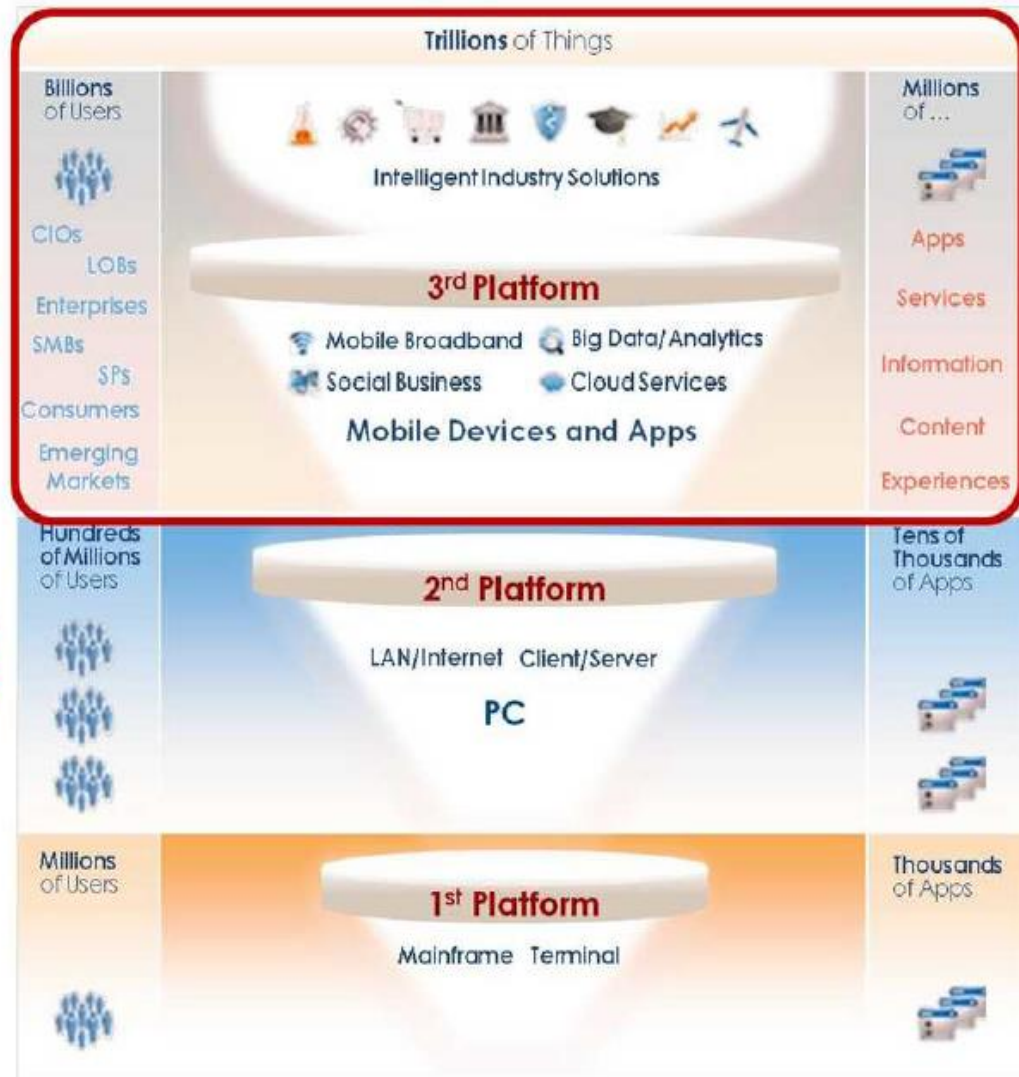 Trillions of Things
Billions
of Users
Millions
of ...
Intelligent Industry Solutions
CIOs
LOBs
Enterprises
SMBs
SPs
Consumers
Emerging
Markets
3rd Platform
Mobile Broadband
Big Data/Analytics
Social Business
Cloud Services
Mobile Devices and Apps
Apps
Services
Information
Content
Experiences
Hundreds
of Millions
of Users
2nd Platform
LAN/Internet Client/Server
PC
Tens of
Thousands
of Apps
Millions
of Users
1st Platform
Mainframe Terminal
Thousands
of Apps